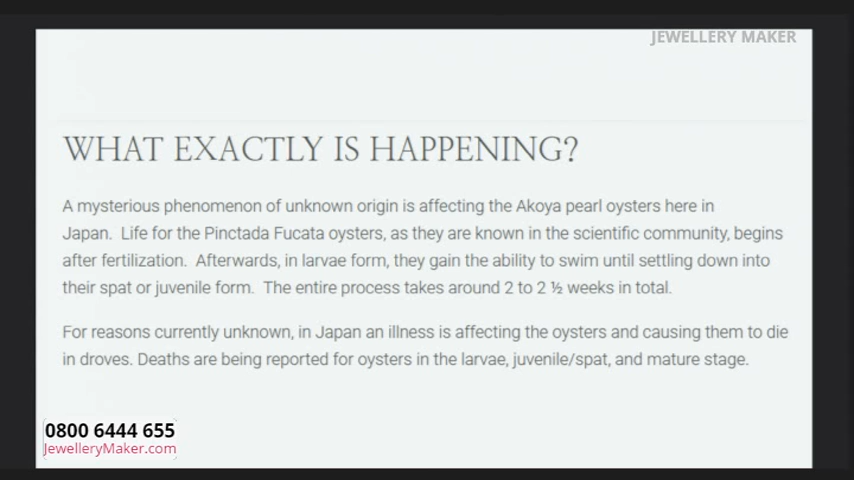 JEWELLERY MAKER
WHAT EXACTLY IS HAPPENING?
A mysterious phenomenon of unknown origin is affecting the Akoya pearl oysters here in
Japan.  Life for the Pinctada Fucata oysters, as they are known in the scientific community, begins
after fertilization.  Afterwards, in larvae form, they gain the ability to swim until settling down into
their spat or juvenile form.  The entire process takes around 2 to 2 ½ weeks in total.
For reasons currently unknown, in Japan an illness is affecting the oysters and causing them to die
in droves. Deaths are being reported for oysters in the larvae, juvenile/spat, and mature stage.
0800 6444 655
JewelleryMaker.com